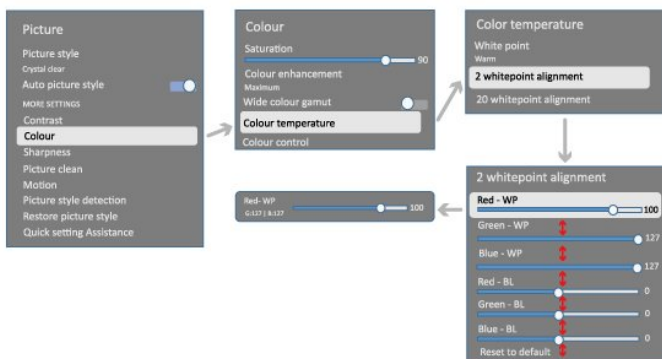 Picture
Picture style
Crystal clear
Auto picture style
MORE SETTINGS
Contrast
Colour
Sharpness
Picture clean
Motion
Picture style detection
Restore picture style
Quick setting Assistance
Colour
Saturation
90
Colour enhancement
Maximum
Wide colour gamut
Colour temperature
Colour control
Color temperature
White point
Warm
2 whitepoint alignment
20 whitepoint alignment
2 whitepoint alignment
Red - WP
100
Green - WP
127
Blue - WP
127
Red - BL
0
Green - BL
0
Blue - BL
0
Reset to default
Red- WP
G:127 | B:127
100